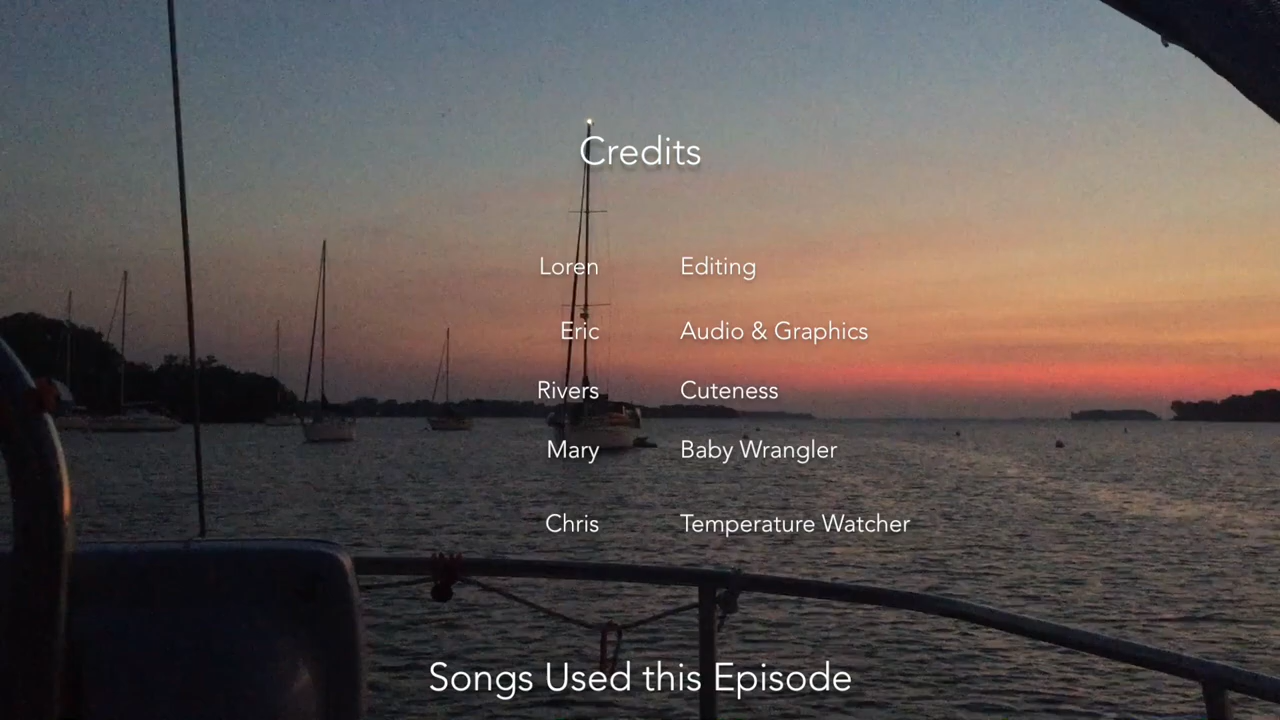 Credits
Loren Editing
Eric Audio & Graphics
Rivers Cuteness
Mary Baby Wrangler
Chris Temperature Watcher
Songs Used this Episode